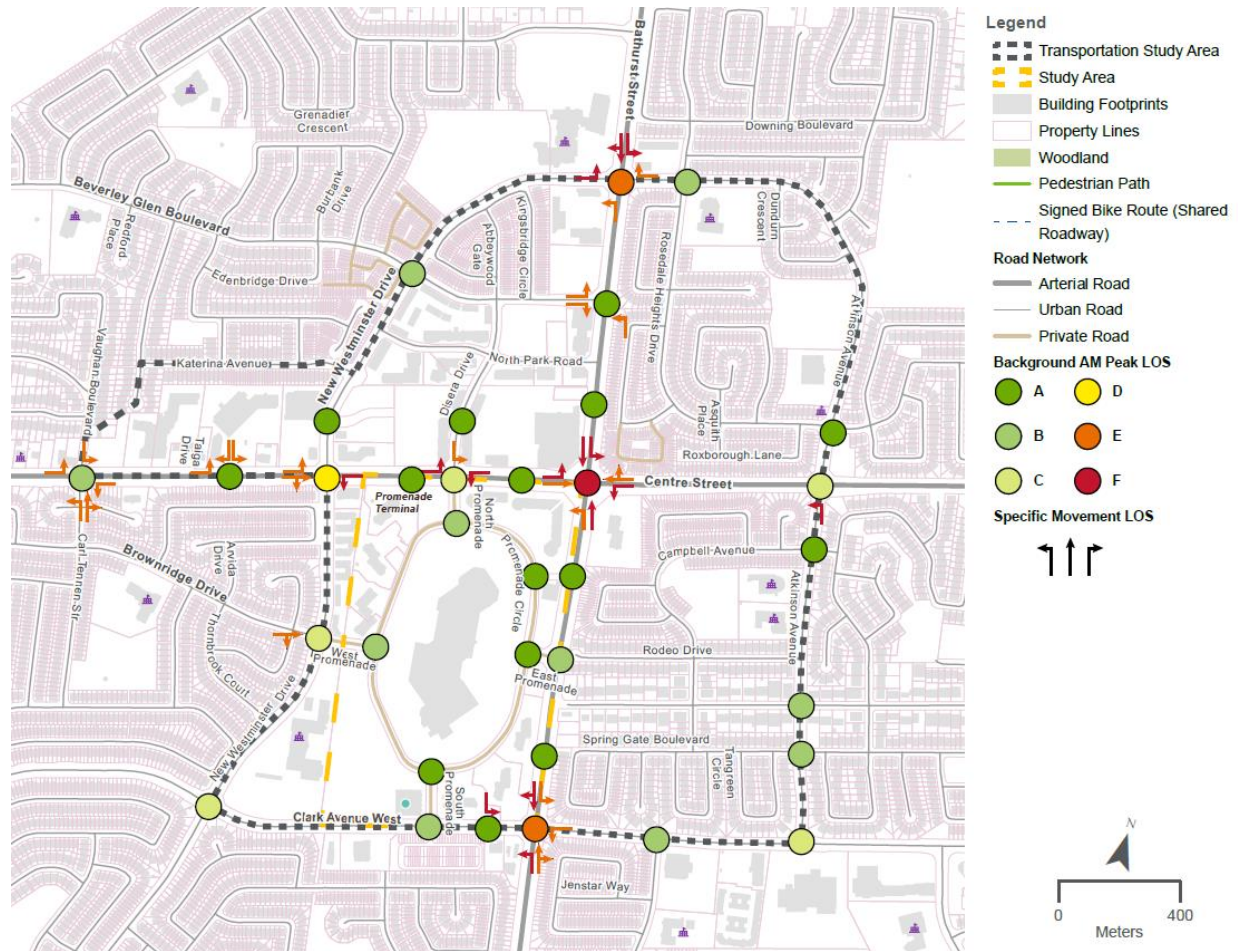 Bathurst Street
Grenadier
Crescent
Downing Boulevard
Burbank
Drive
Beverley Glen Boulevard
Redford
Place
Kingsbridge Circle
Abbeywood
Gate
Dundurn
Crescent
Edenbridge Drive
Rosedale Heights Drive
Atkinson Avenue
Vaughan Boulevard
New Westminster Drive
Katerina Avenue
North Park Road
Disera Drive
Asquith
Place
Taiga
Drive
Roxborough Lane
Promenade
Terminal
Centre Street
North
Promenade
Carl Tennen Str
Brownridge Drive
Arvida
Drive
Promenade Circle
Campbell Avenue
Atkinson Avenue
Thornbrook Court
West
Promenade
Rodeo Drive
East
Promenade
New Westminster Drive
Spring Gate Boulevard
Tangreen
Circle
South
Promenade
Clark Avenue West
Jenstar Way
Legend
Transportation Study Area
Study Area
Building Footprints
Property Lines
Woodland
Pedestrian Path
Signed Bike Route (Shared
Roadway)
Road Network
Arterial Road
Urban Road
Private Road
Background AM Peak LOS
A D
B E
C F
Specific Movement LOS
N
0 400
Meters